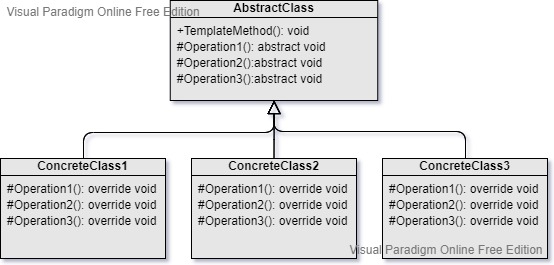 Visual Paradigm Online Free Edition
AbstractClass
+TemplateMethod(): void
#Operation1(): abstract void
#Operation2():abstract void
#Operation3():abstract void
ConcreteClass1
#Operation1(): override void
#Operation2(): override void
#Operation3(): override void
ConcreteClass2
#Operation1(): override void
#Operation2(): override void
#Operation3(): override void
ConcreteClass3
#Operation1(): override void
#Operation2(): override void
#Operation3(): override void
Visual Paradigm Online Free Edition